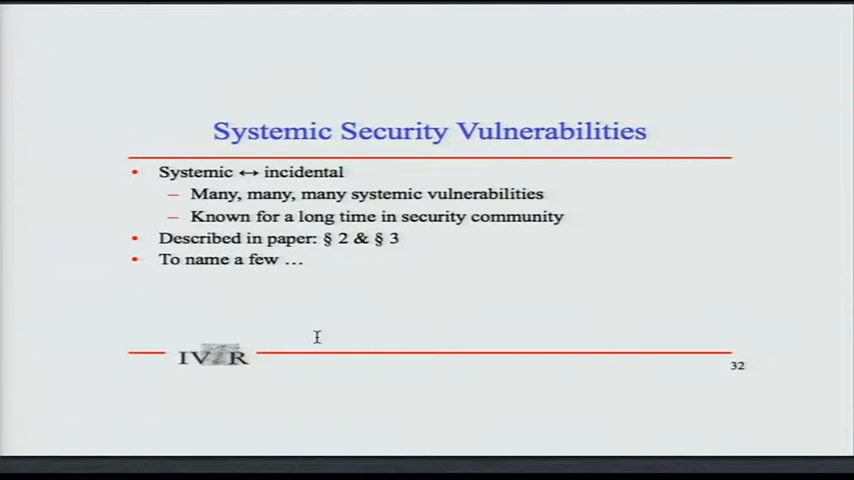 Systemic Security Vulnerabilities
• Systemic ↔ incidental
– Many, many, many systemic vulnerabilities
– Known for a long time in security community
• Described in paper: § 2 & § 3
• To name a few …
IViR
32